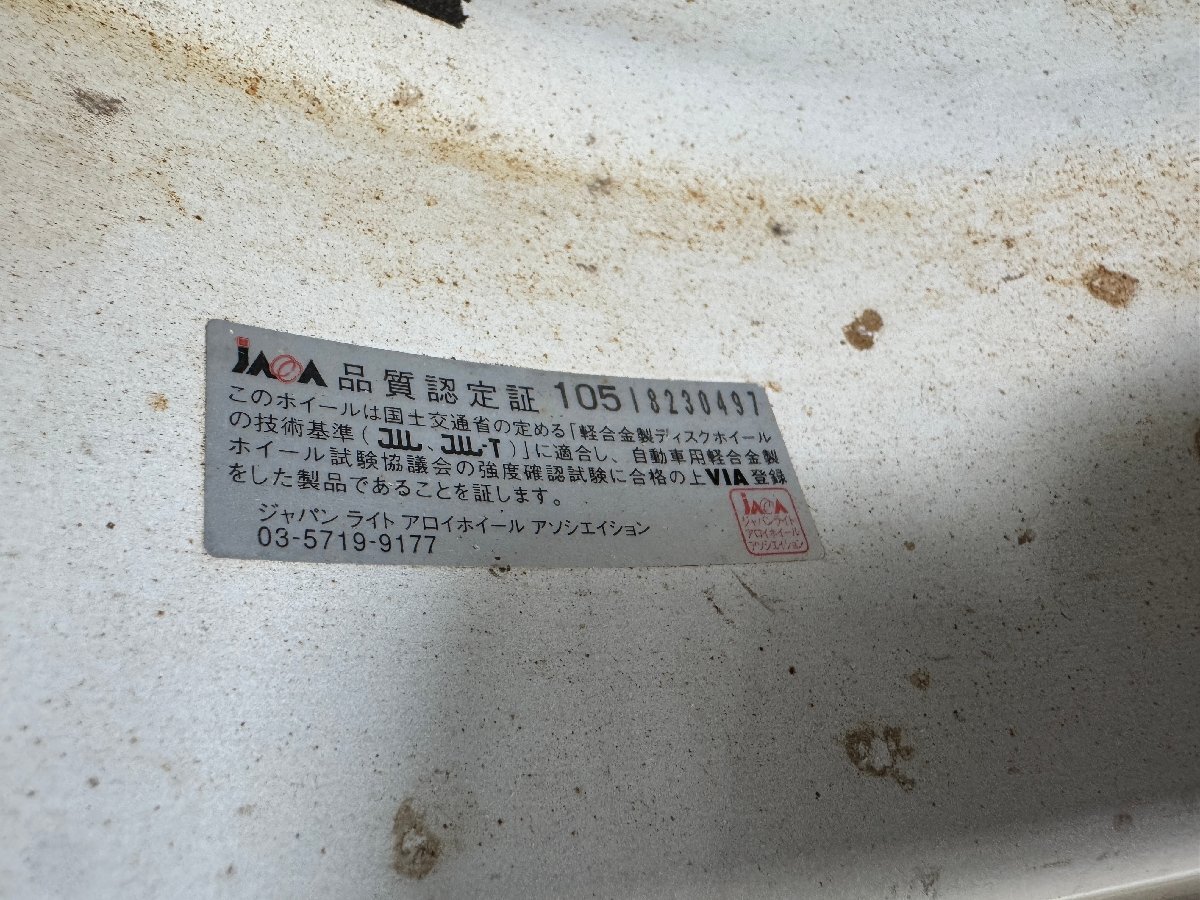 JAWA 品質認定証 105 18230497
このホイールは国土交通省の定める「軽合金製ディスクホイール
の技術基準(JWL、JWL-T)」に適合し、自動車用軽合金製
ホイール試験協議会の強度確認試験に合格の上VIA登録
をした製品であることを証します。
ジャパン ライト アロイホイール アソシエイション
03-5719-9177
JAWA
ジャパンライト
アロイホイール
アソシエイション